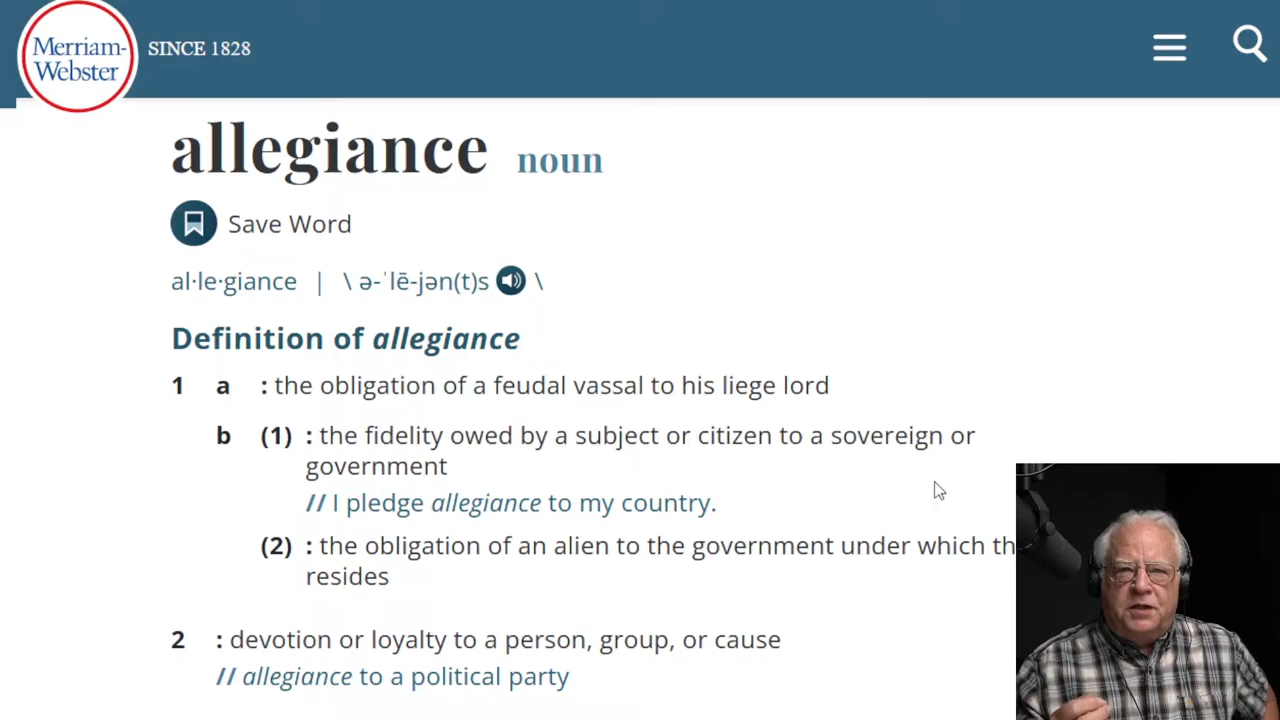 Merriam-
Webster
SINCE 1828
allegiance noun
Save Word
al·le·giance | \ ə-ˈlē-jən(t)s \
Definition of allegiance
1 a : the obligation of a feudal vassal to his liege lord
b (1) : the fidelity owed by a subject or citizen to a sovereign or
government
// I pledge allegiance to my country.
(2) : the obligation of an alien to the government under which th
resides
2 : devotion or loyalty to a person, group, or cause
// allegiance to a political party